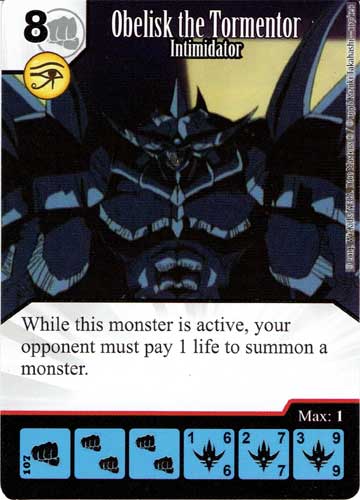 8
Obelisk the Tormentor
Intimidator
While this monster is active, your
opponent must pay 1 life to summon a
monster.
Max: 1
107
1 6 6
2 7 7
3 9 9